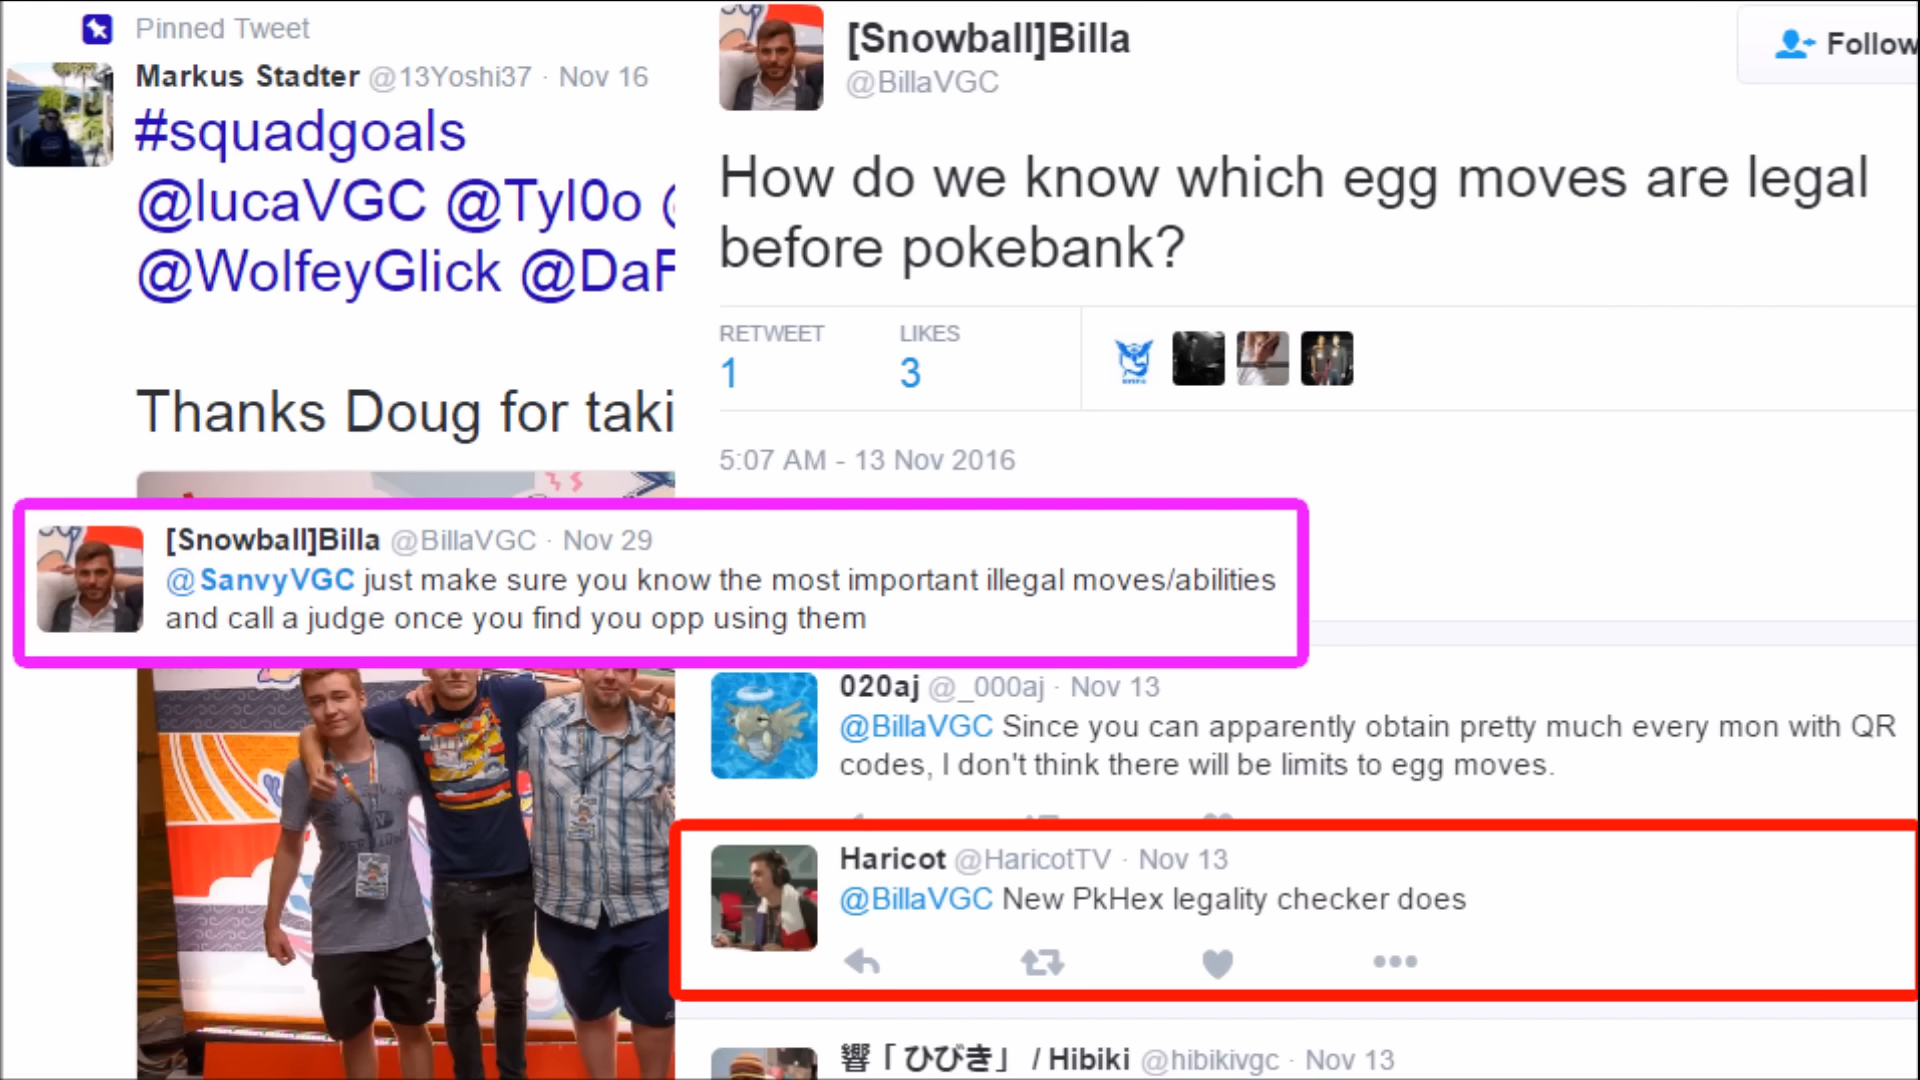 Pinned Tweet
Markus Stadter @13Yoshi37 · Nov 16
#squadgoals
@lucaVGC @Tyl0o @
@WolfeyGlick @DaF
Thanks Doug for taki
[Snowball]Billa
@BillaVGC
Follow
How do we know which egg moves are legal
before pokebank?
RETWEET
1
LIKES
3
5:07 AM - 13 Nov 2016
[Snowball]Billa @BillaVGC · Nov 29
@SanvyVGC just make sure you know the most important illegal moves/abilities
and call a judge once you find you opp using them
020aj @_000aj · Nov 13
@BillaVGC Since you can apparently obtain pretty much every mon with QR
codes, I don't think there will be limits to egg moves.
Haricot @HaricotTV · Nov 13
@BillaVGC New PkHex legality checker does
響「ひびき」 / Hibiki @hibikivgc · Nov 13